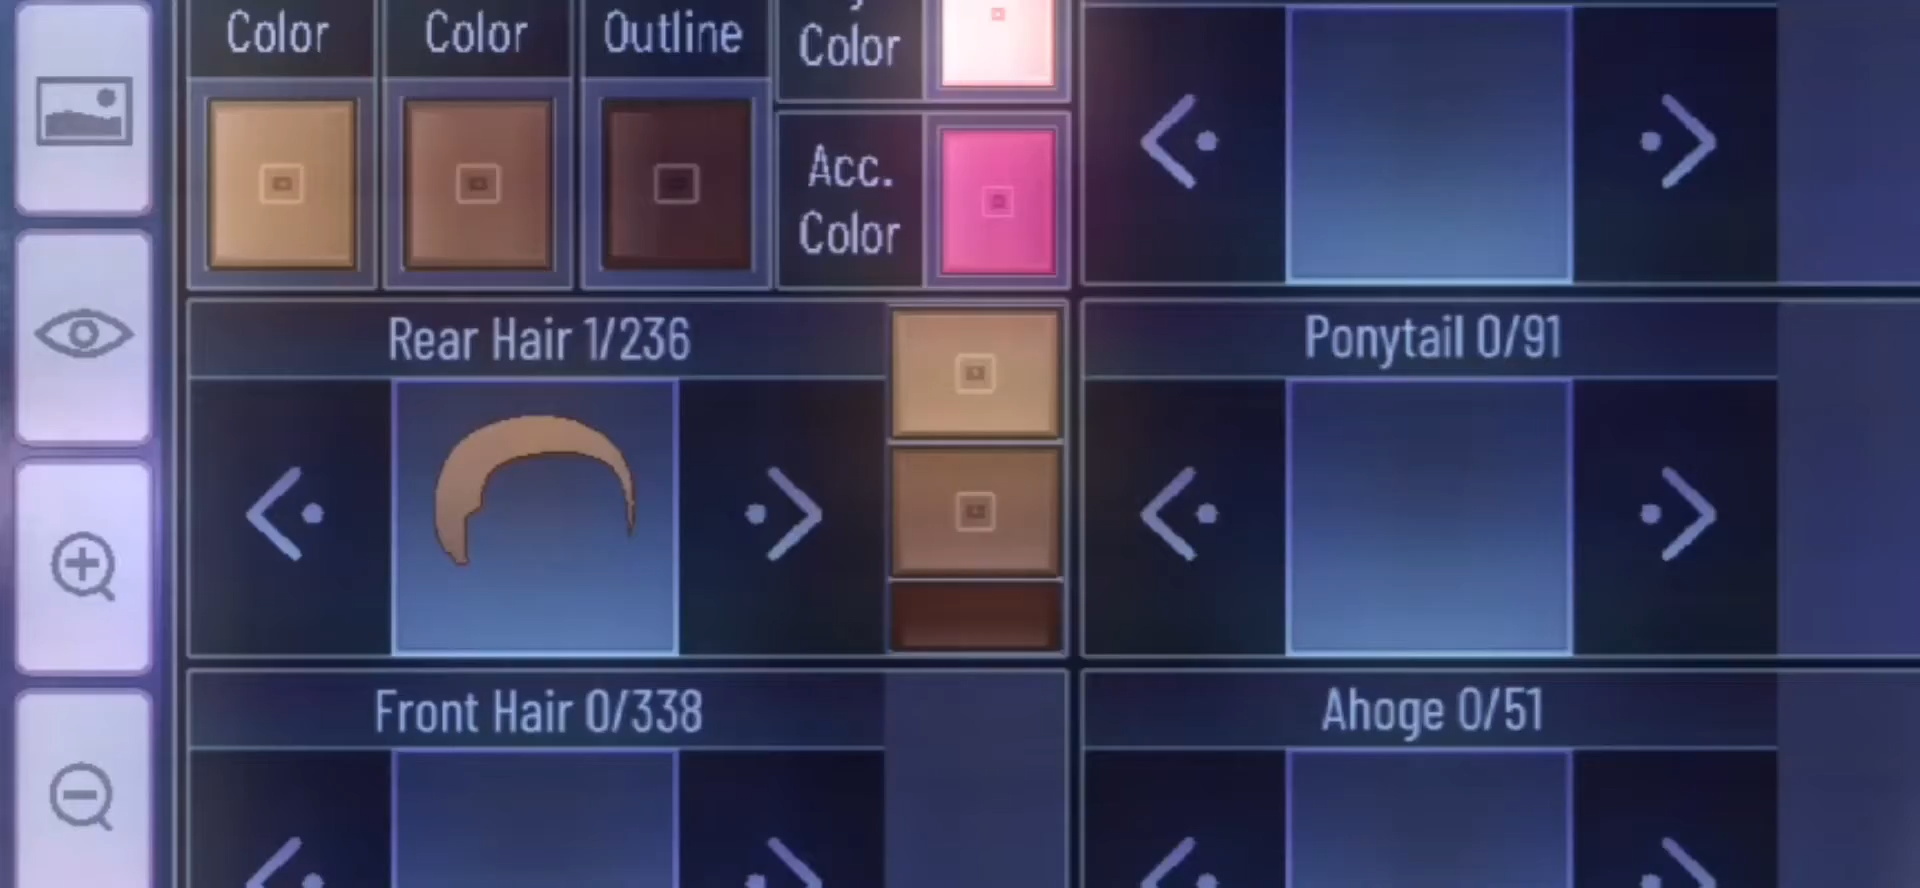 Color
Color
Outline
Color
Acc.
Color
Rear Hair 1/236
Ponytail 0/91
Front Hair 0/338
Ahoge 0/51